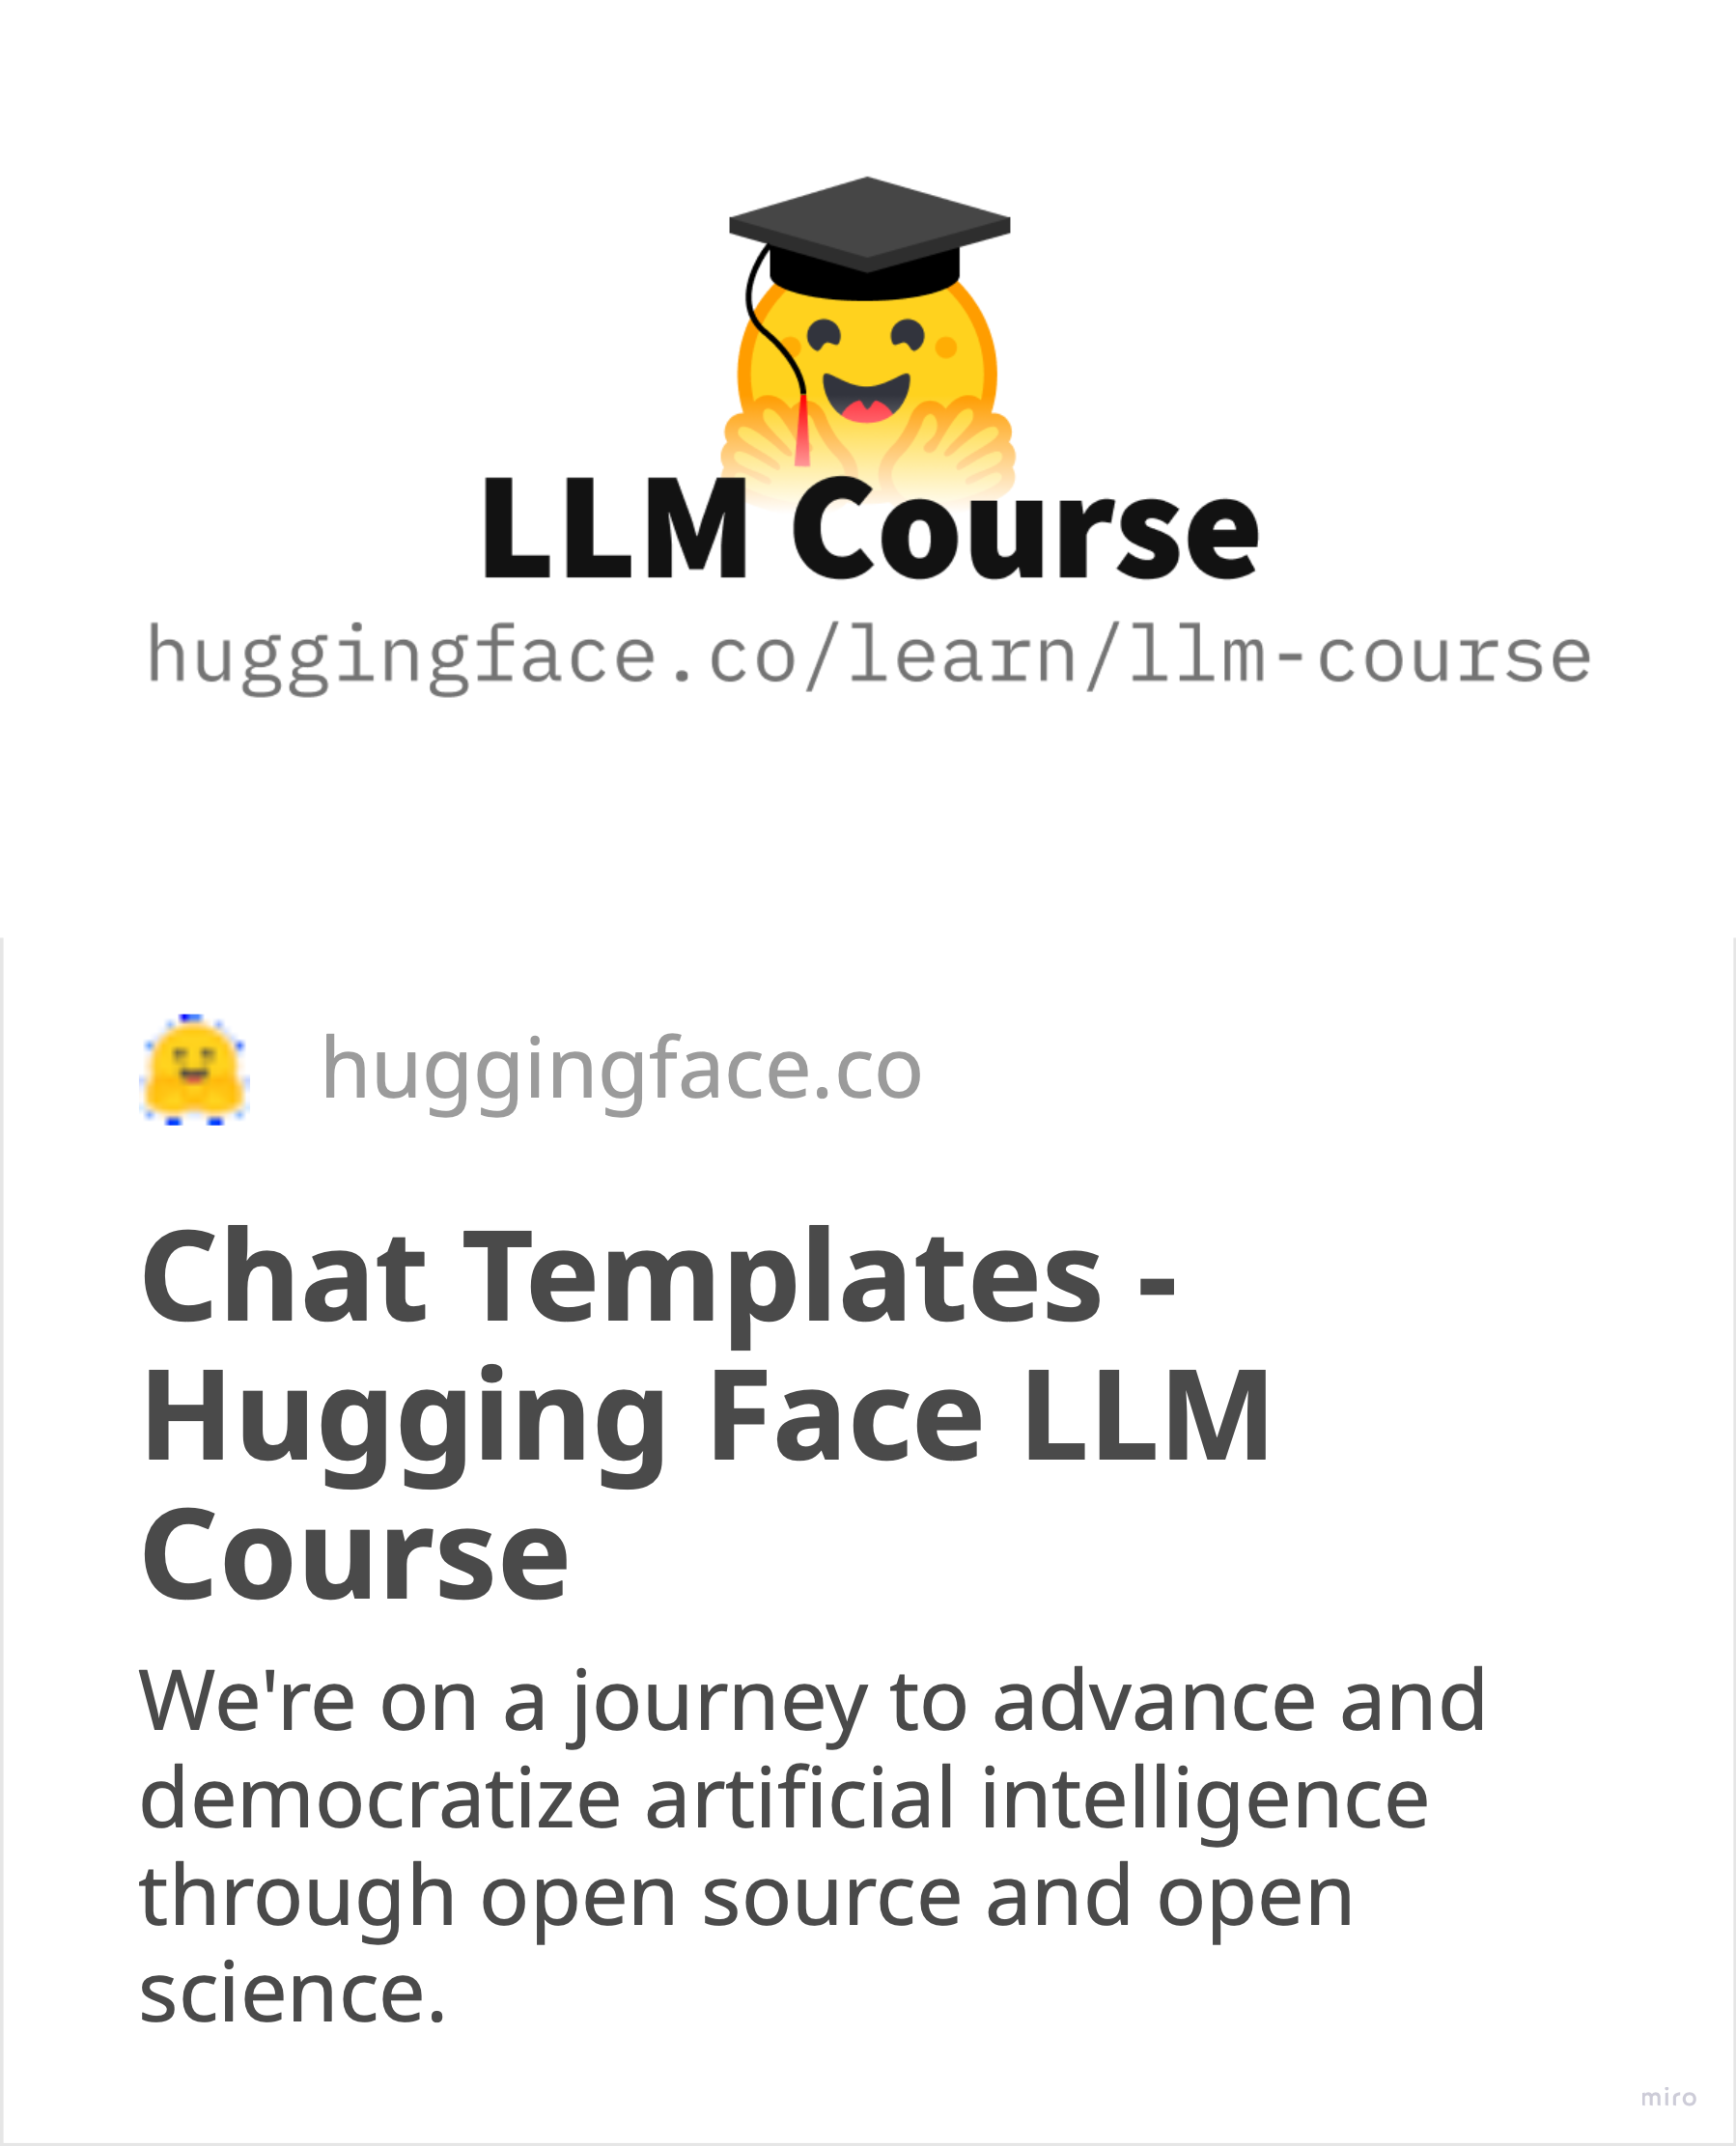 LLM Course
huggingface.co/learn/llm-course
huggingface.co
Chat Templates -
Hugging Face LLM
Course
We're on a journey to advance and
democratize artificial intelligence
through open source and open
science.
miro